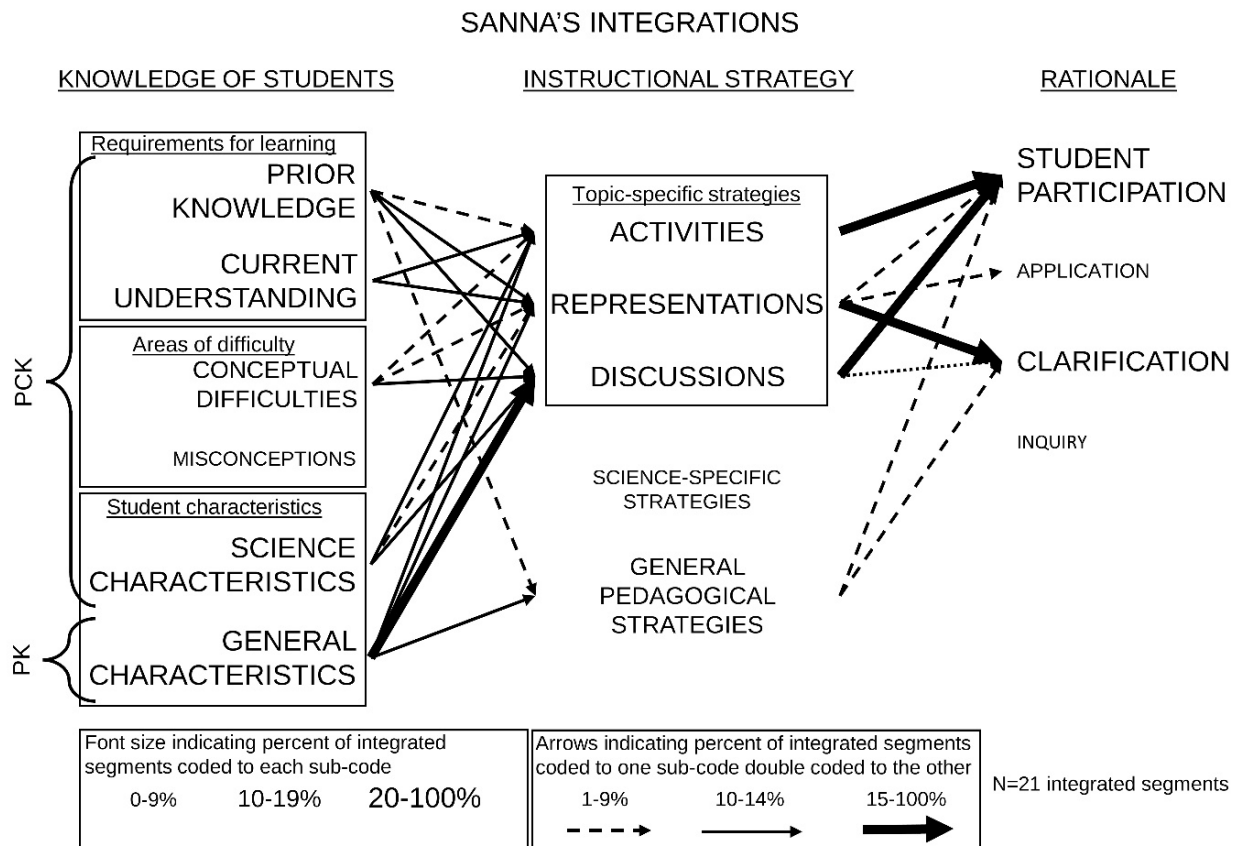 SANNA'S INTEGRATIONS
KNOWLEDGE OF STUDENTS
INSTRUCTIONAL STRATEGY
RATIONALE
Requirements for learning
PRIOR
KNOWLEDGE
CURRENT
UNDERSTANDING
Areas of difficulty
CONCEPTUAL
DIFFICULTIES
MISCONCEPTIONS
Student characteristics
SCIENCE
CHARACTERISTICS
GENERAL
CHARACTERISTICS
PCK
PK
Topic-specific strategies
ACTIVITIES
REPRESENTATIONS
DISCUSSIONS
SCIENCE-SPECIFIC
STRATEGIES
GENERAL
PEDAGOGICAL
STRATEGIES
STUDENT
PARTICIPATION
APPLICATION
CLARIFICATION
INQUIRY
Font size indicating percent of integrated
segments coded to each sub-code
0-9% 10-19% 20-100%
Arrows indicating percent of integrated segments
coded to one sub-code double coded to the other
1-9% 10-14% 15-100%
N=21 integrated segments